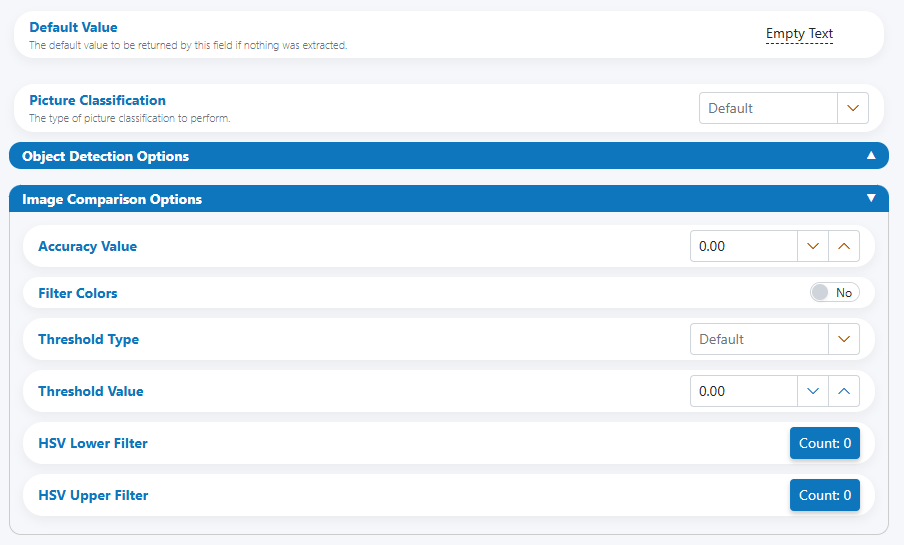 Default Value
The default value to be returned by this field if nothing was extracted.
Empty Text
Picture Classification
The type of picture classification to perform.
Default
Object Detection Options
Image Comparison Options
Accuracy Value
0.00
Filter Colors
No
Threshold Type
Default
Threshold Value
0.00
HSV Lower Filter
Count: 0
HSV Upper Filter
Count: 0